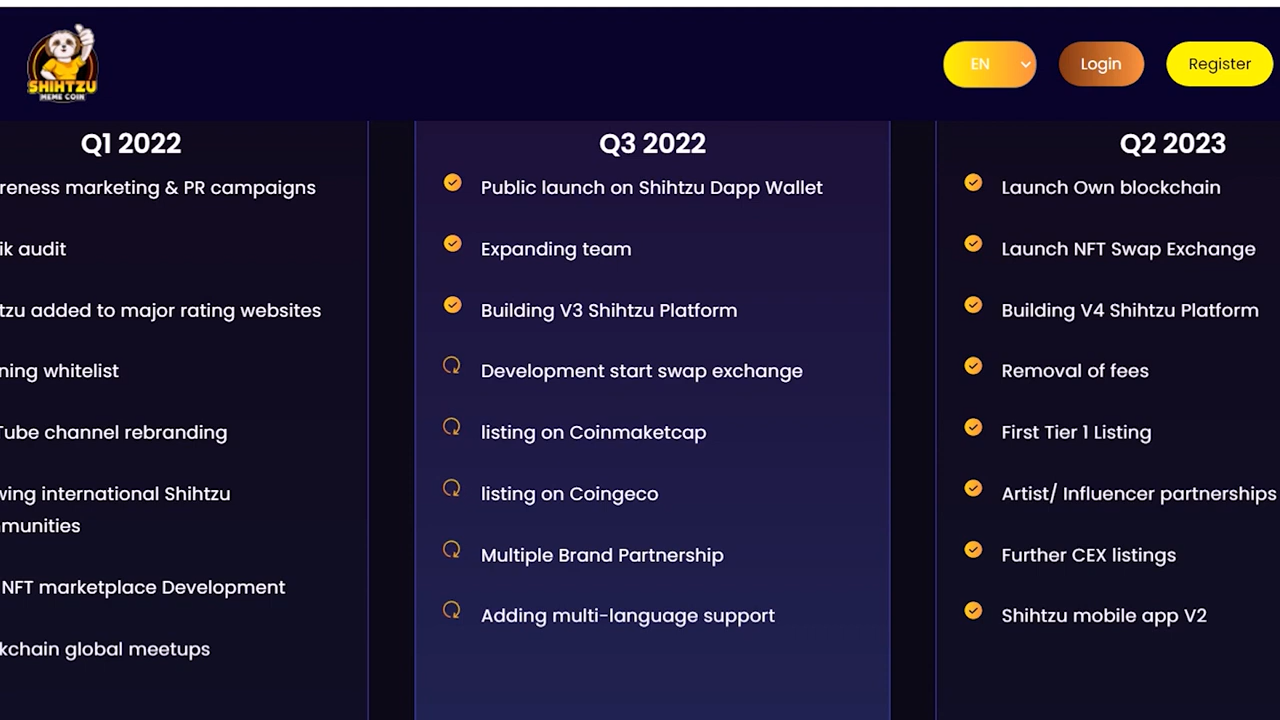 SHIHTZU
MEME COIN
EN
Login
Register
Q1 2022
reness marketing & PR campaigns
ik audit
tzu added to major rating websites
ning whitelist
Tube channel rebranding
wing international Shihtzu
munities
NFT marketplace Development
kchain global meetups
Q3 2022
Public launch on Shihtzu Dapp Wallet
Expanding team
Building V3 Shihtzu Platform
Development start swap exchange
listing on Coinmaketcap
listing on Coingeco
Multiple Brand Partnership
Adding multi-language support
Q2 2023
Launch Own blockchain
Launch NFT Swap Exchange
Building V4 Shihtzu Platform
Removal of fees
First Tier 1 Listing
Artist/ Influencer partnerships
Further CEX listings
Shihtzu mobile app V2